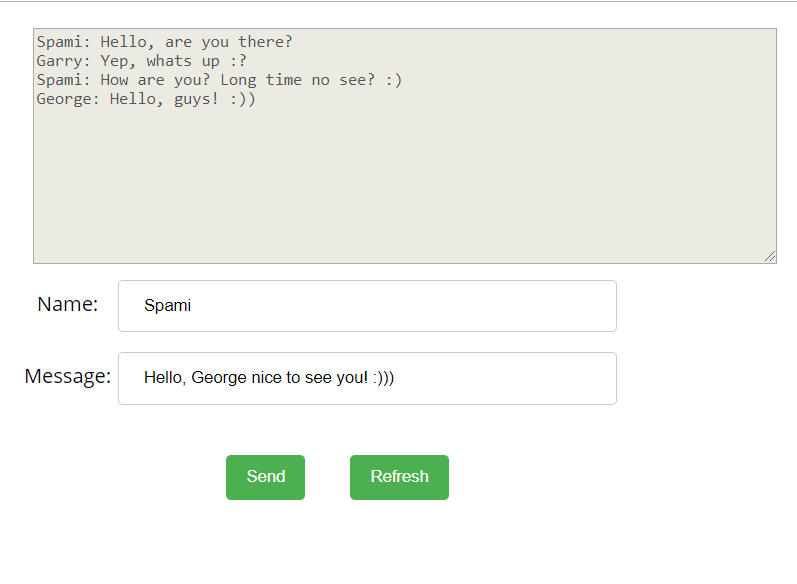 Spami: Hello, are you there?
Garry: Yep, whats up :?
Spami: How are you? Long time no see? :)
George: Hello, guys! :))
Name: Spami
Message: Hello, George nice to see you! :)))
Send Refresh